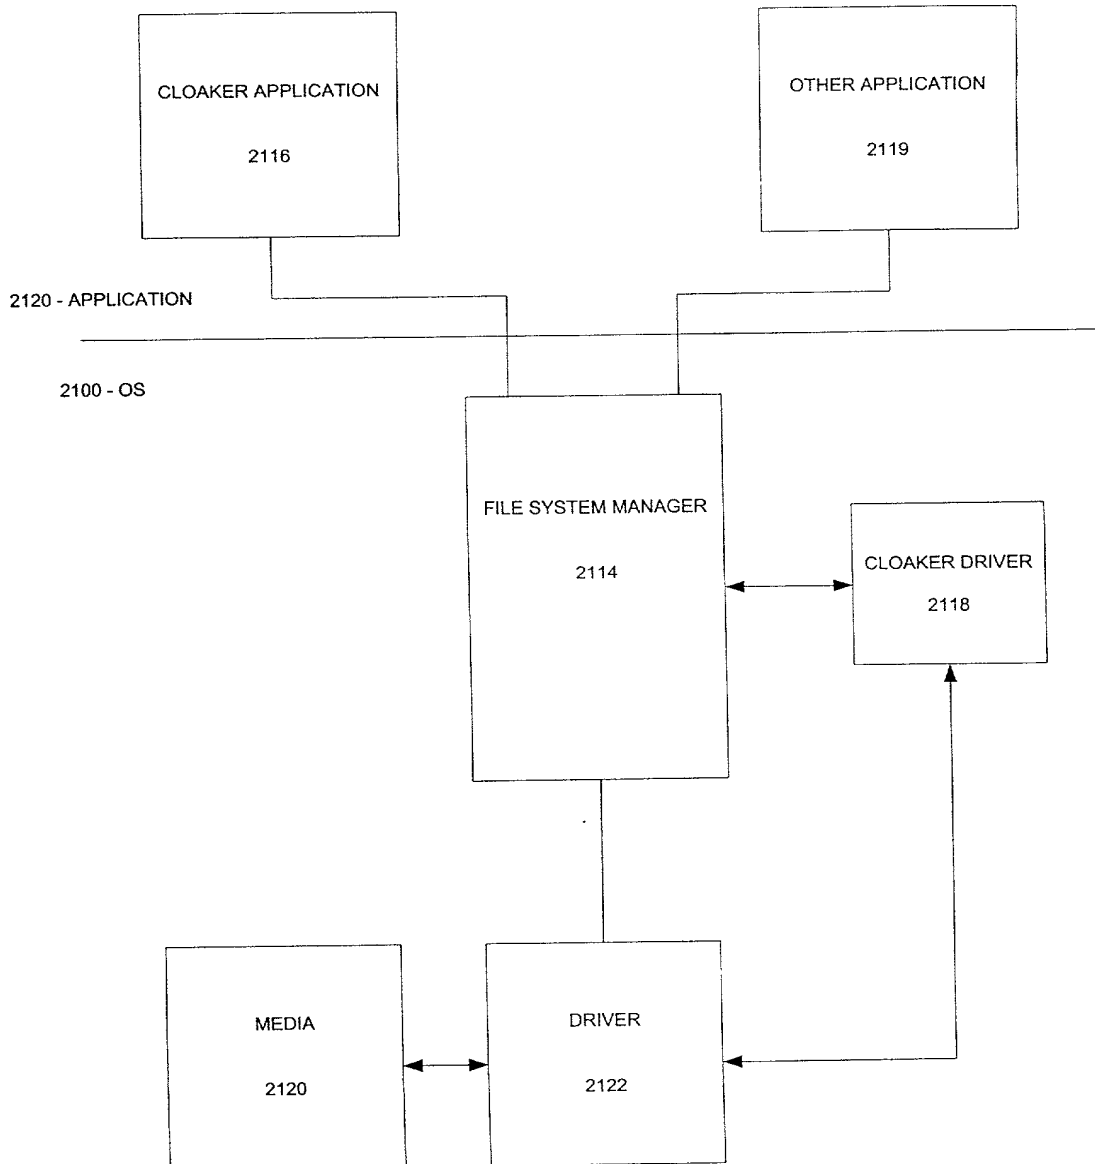 CLOAKER APPLICATION
2116
OTHER APPLICATION
2119
2120 - APPLICATION
2100 - OS
FILE SYSTEM MANAGER
2114
CLOAKER DRIVER
2118
MEDIA
2120
DRIVER
2122